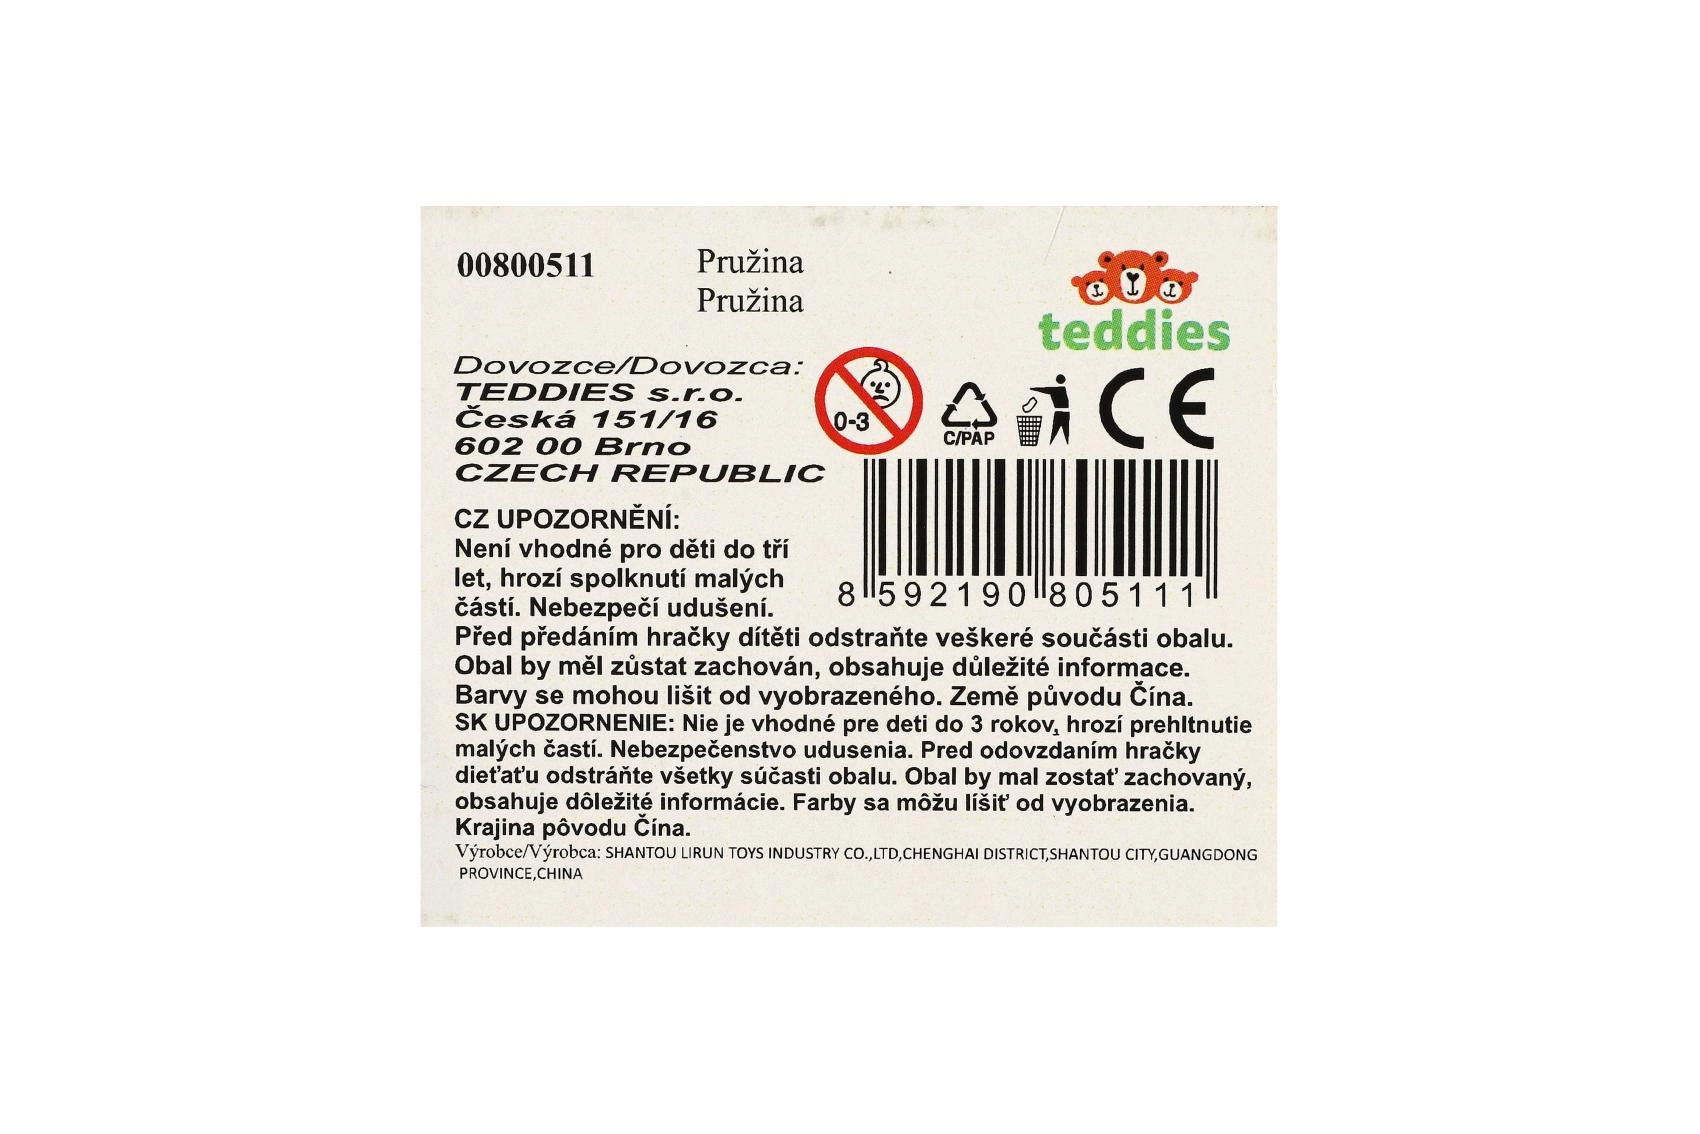 00800511
Pružina
Pružina
teddies
Dovozce/Dovozca:
TEDDIES s.r.o.
Česká 151/16
602 00 Brno
CZECH REPUBLIC
0-3
C/PAP
CE
8 592190 805111
CZ UPOZORNĚNÍ:
Není vhodné pro děti do tří
let, hrozí spolknutí malých
částí. Nebezpečí udušení.
Před předáním hračky dítěti odstraňte veškeré součásti obalu.
Obal by měl zůstat zachován, obsahuje důležité informace.
Barvy se mohou lišit od vyobrazeného. Země původu Čína.
SK UPOZORNENIE: Nie je vhodné pre deti do 3 rokov, hrozí prehltnutie
malých častí. Nebezpečenstvo udusenia. Pred odovzdaním hračky
dieťaťu odstráňte všetky súčasti obalu. Obal by mal zostať zachovaný,
obsahuje dôležité informácie. Farby sa môžu líšiť od vyobrazenia.
Krajina pôvodu Čína.
Výrobce/Výrobca: SHANTOU LIRUN TOYS INDUSTRY CO.,LTD,CHENGHAI DISTRICT,SHANTOU CITY,GUANGDONG
PROVINCE,CHINA